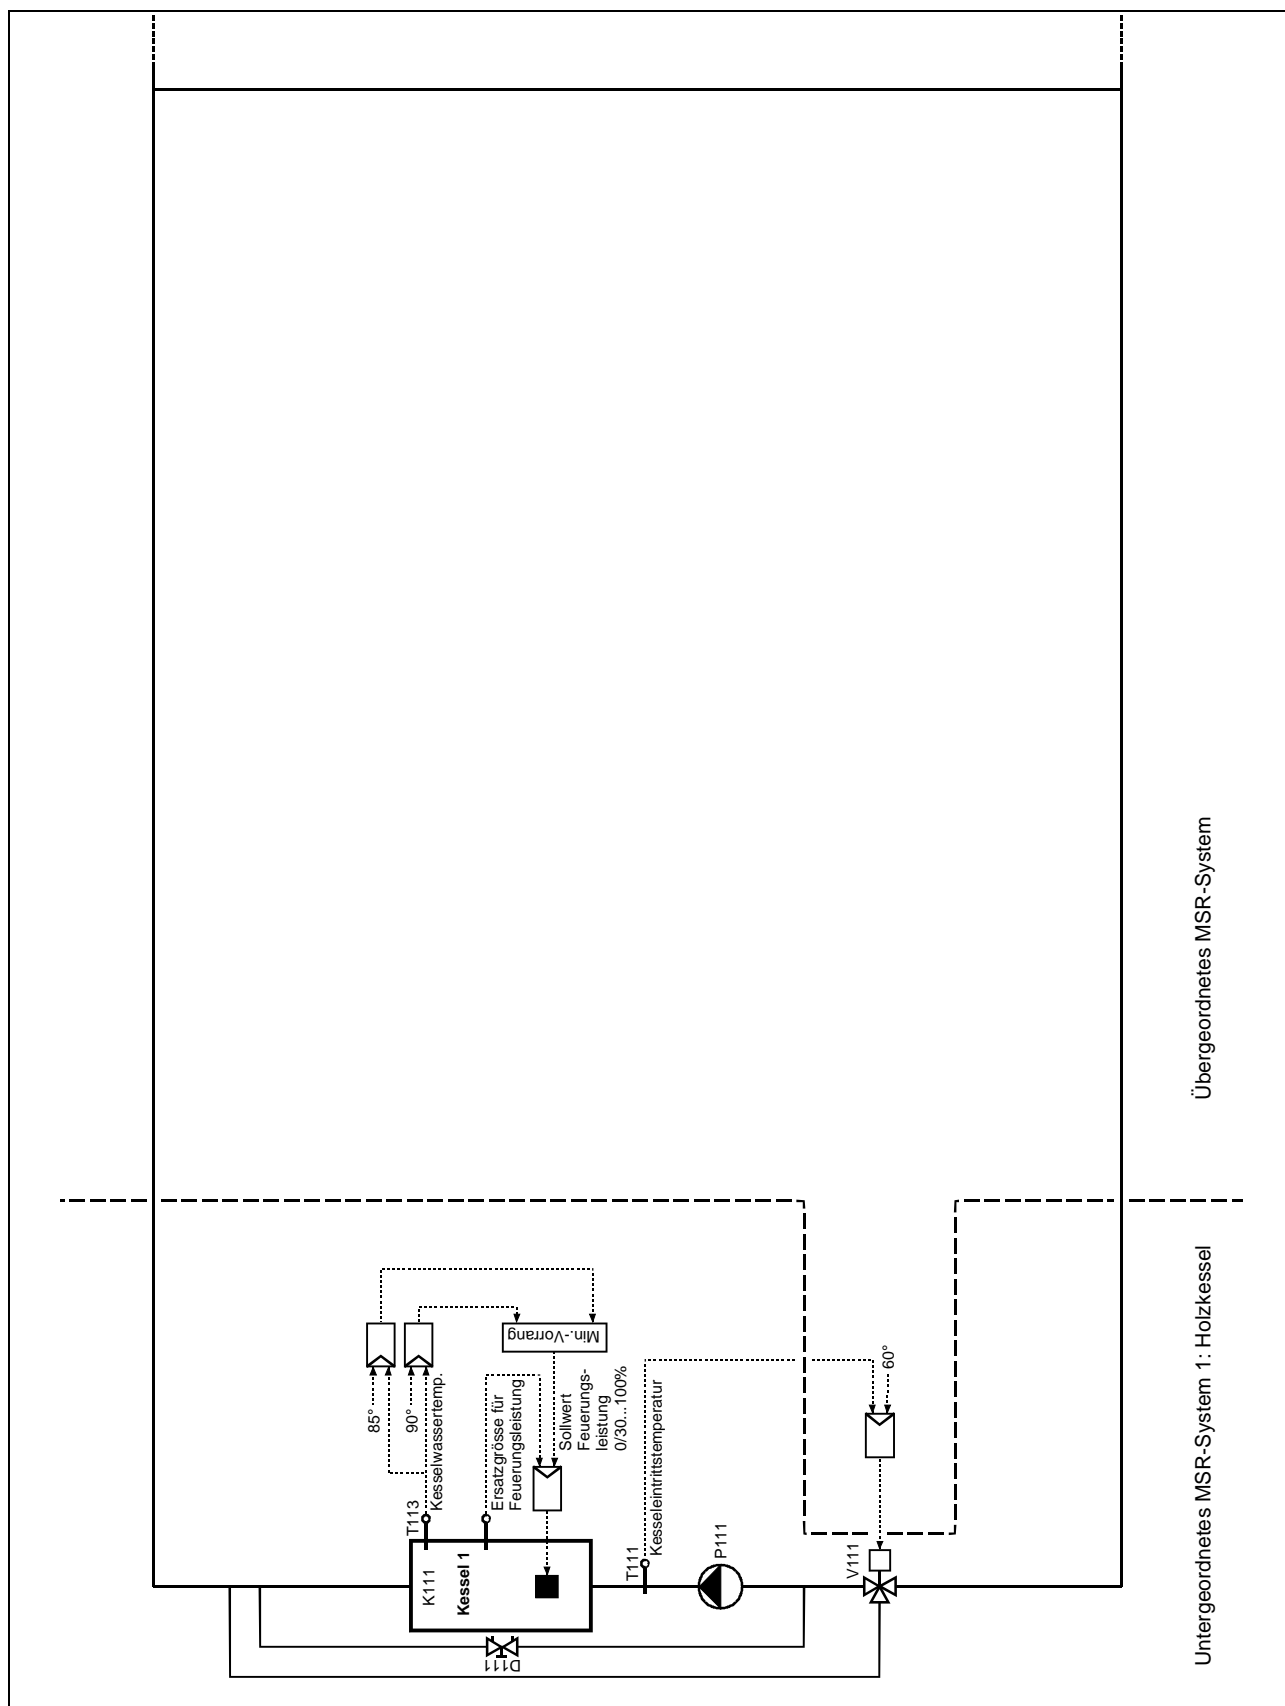 85°
90°
T113
Kesselwassertemp.
K111
Kessel 1
Ersatzgrösse für
Feuerungsleistung
Min.-Vorrang
Sollwert
Feuerungs-
leistung
0/30...100%
D111
T111
Kesseleintrittstemperatur
P111
V111
60°
Untergeordnetes MSR-System 1: Holzkessel
Übergeordnetes MSR-System